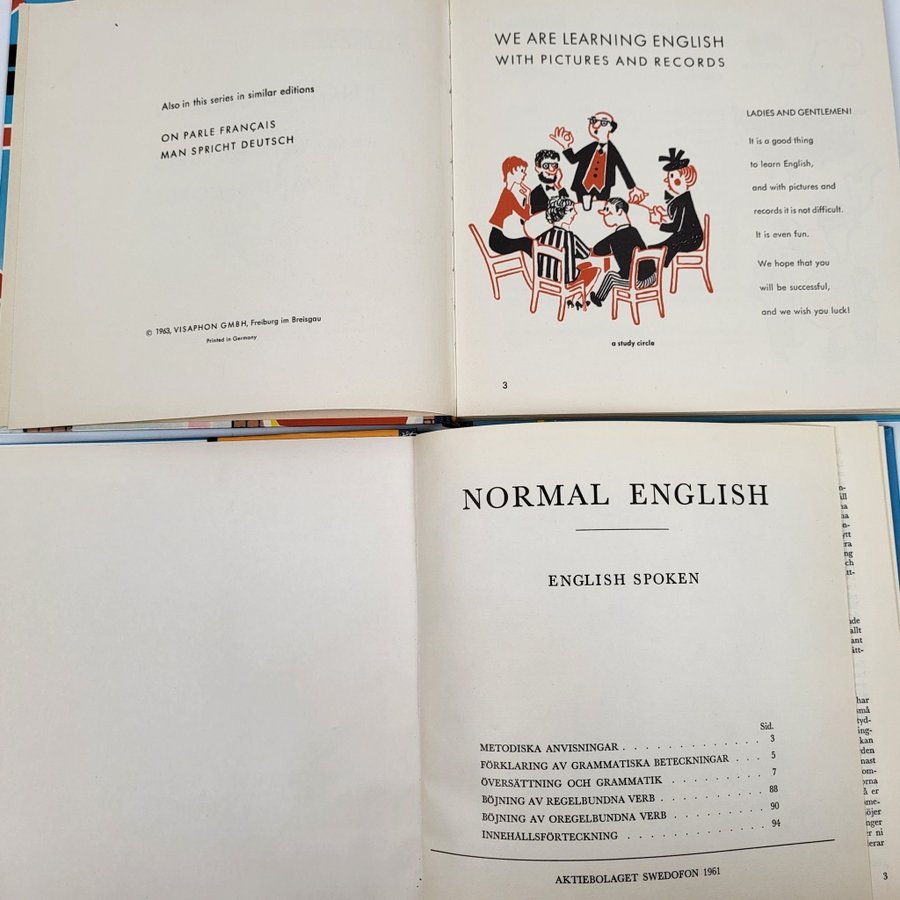 Also in this series in similar editions
ON PARLE FRANÇAIS
MAN SPRICHT DEUTSCH
© 1963, VISAPHON GMBH, Freiburg im Breisgau
Printed in Germany
WE ARE LEARNING ENGLISH
WITH PICTURES AND RECORDS
LADIES AND GENTLEMEN!
It is a good thing
to learn English,
and with pictures and
records it is not difficult.
It is even fun.
We hope that you
will be successful,
and we wish you luck!
a study circle
3
NORMAL ENGLISH
ENGLISH SPOKEN
Sid.
METODISKA ANVISNINGAR . . . . . . . . . . . . . 3
FÖRKLARING AV GRAMMATISKA BETECKNINGAR . . . 5
ÖVERSÄTTNING OCH GRAMMATIK . . . . . . . . . 7
BÖJNING AV REGELBUNDNA VERB . . . . . . . . . . 88
BÖJNING AV OREGELBUNDNA VERB . . . . . . . . . 90
INNEHÅLLSFÖRTECKNING . . . . . . . . . . . . . 94
AKTIEBOLAGET SWEDOFON 1961
3